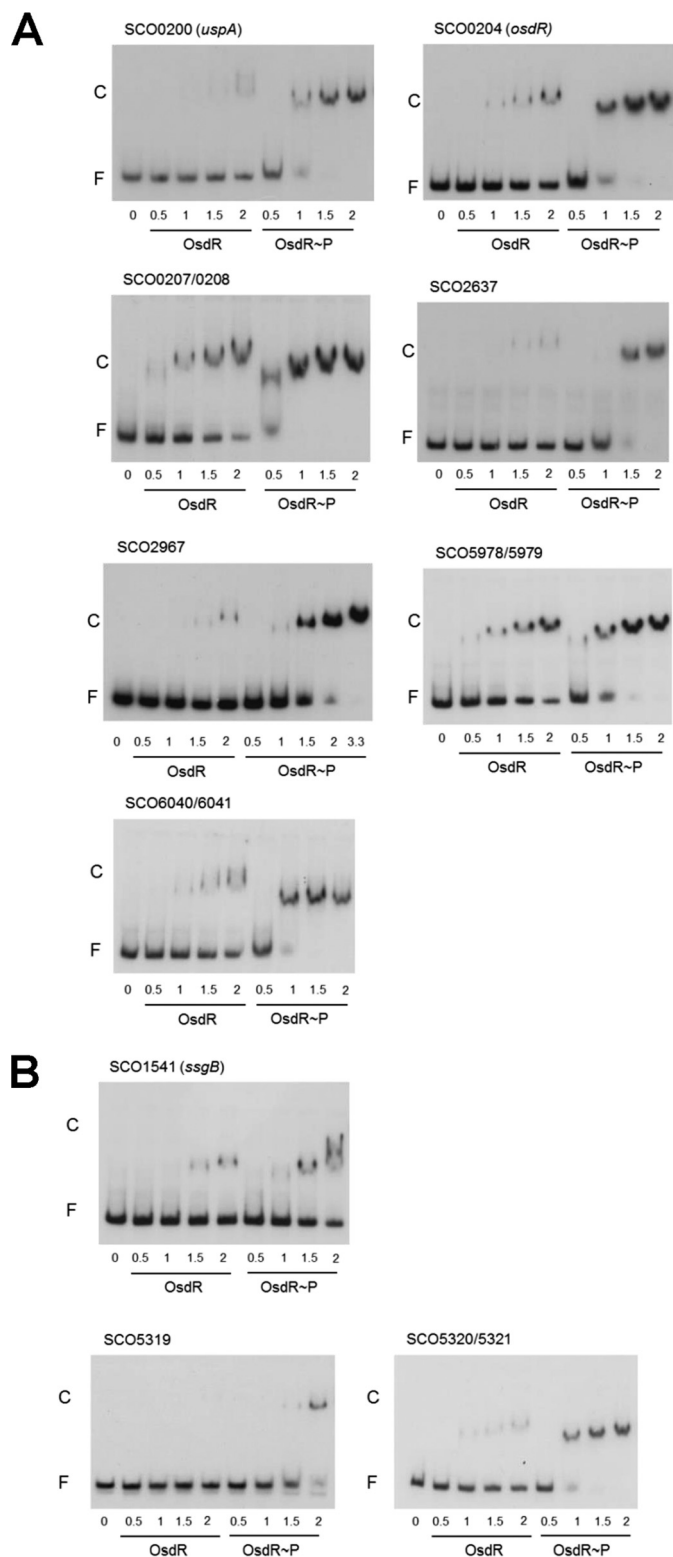 A
SCO0200 (uspA)
SCO0204 (osdR)
C
F
0 0.5 1 1.5 2 0.5 1 1.5 2
OsdR OsdR~P
C
F
0 0.5 1 1.5 2 0.5 1 1.5 2
OsdR OsdR~P
SCO0207/0208
SCO2637
C
F
0 0.5 1 1.5 2 0.5 1 1.5 2
OsdR OsdR~P
C
F
0 0.5 1 1.5 2 0.5 1 1.5 2
OsdR OsdR~P
SCO2967
SCO5978/5979
C
F
0 0.5 1 1.5 2 0.5 1 1.5 2 3.3
OsdR OsdR~P
C
F
0 0.5 1 1.5 2 0.5 1 1.5 2
OsdR OsdR~P
SCO6040/6041
C
F
0 0.5 1 1.5 2 0.5 1 1.5 2
OsdR OsdR~P
B
SCO1541 (ssgB)
C
F
0 0.5 1 1.5 2 0.5 1 1.5 2
OsdR OsdR~P
SCO5319
SCO5320/5321
C
F
0 0.5 1 1.5 2 0.5 1 1.5 2
OsdR OsdR~P
C
F
0 0.5 1 1.5 2 0.5 1 1.5 2
OsdR OsdR~P